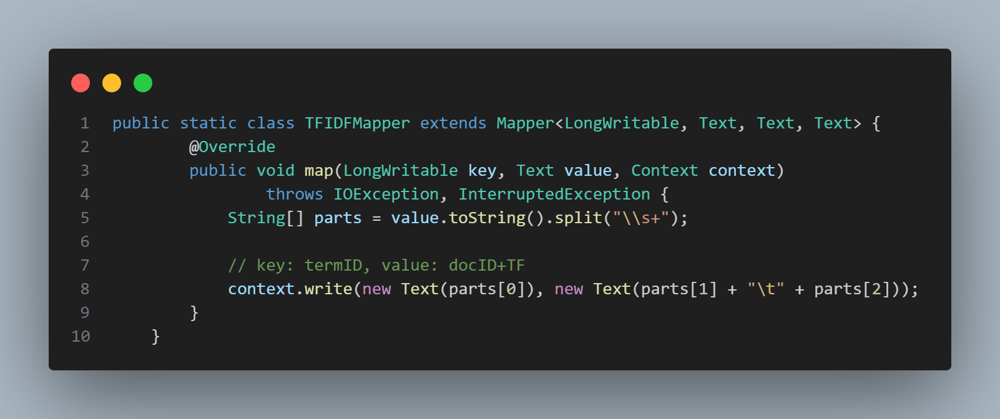 1 public static class TFIDFMapper extends Mapper<LongWritable, Text, Text, Text> {
2         @Override
3         public void map(LongWritable key, Text value, Context context)
4                 throws IOException, InterruptedException {
5             String[] parts = value.toString().split("\\s+");
6
7             // key: termID, value: docID+TF
8             context.write(new Text(parts[0]), new Text(parts[1] + "\t" + parts[2]));
9         }
10     }